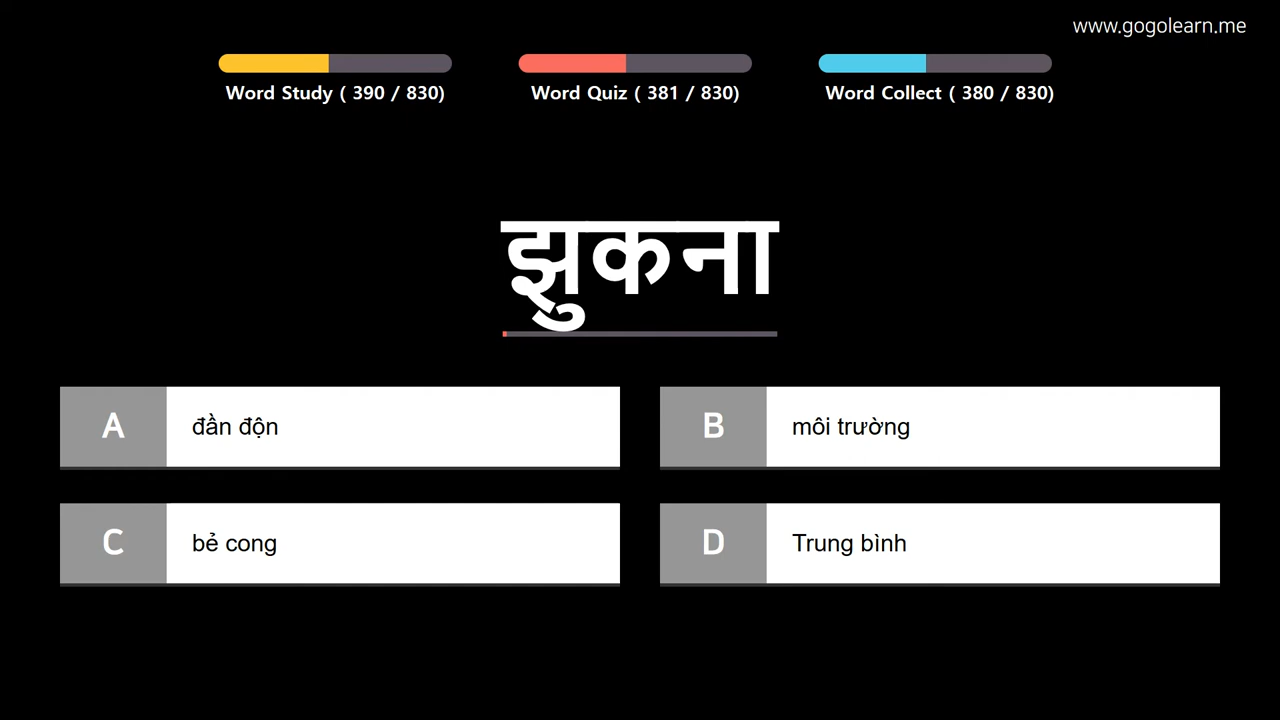 www.gogolearn.me
Word Study ( 390 / 830)
Word Quiz ( 381 / 830)
Word Collect ( 380 / 830)
झुकना
A
đần độn
B
môi trường
C
bẻ cong
D
Trung bình